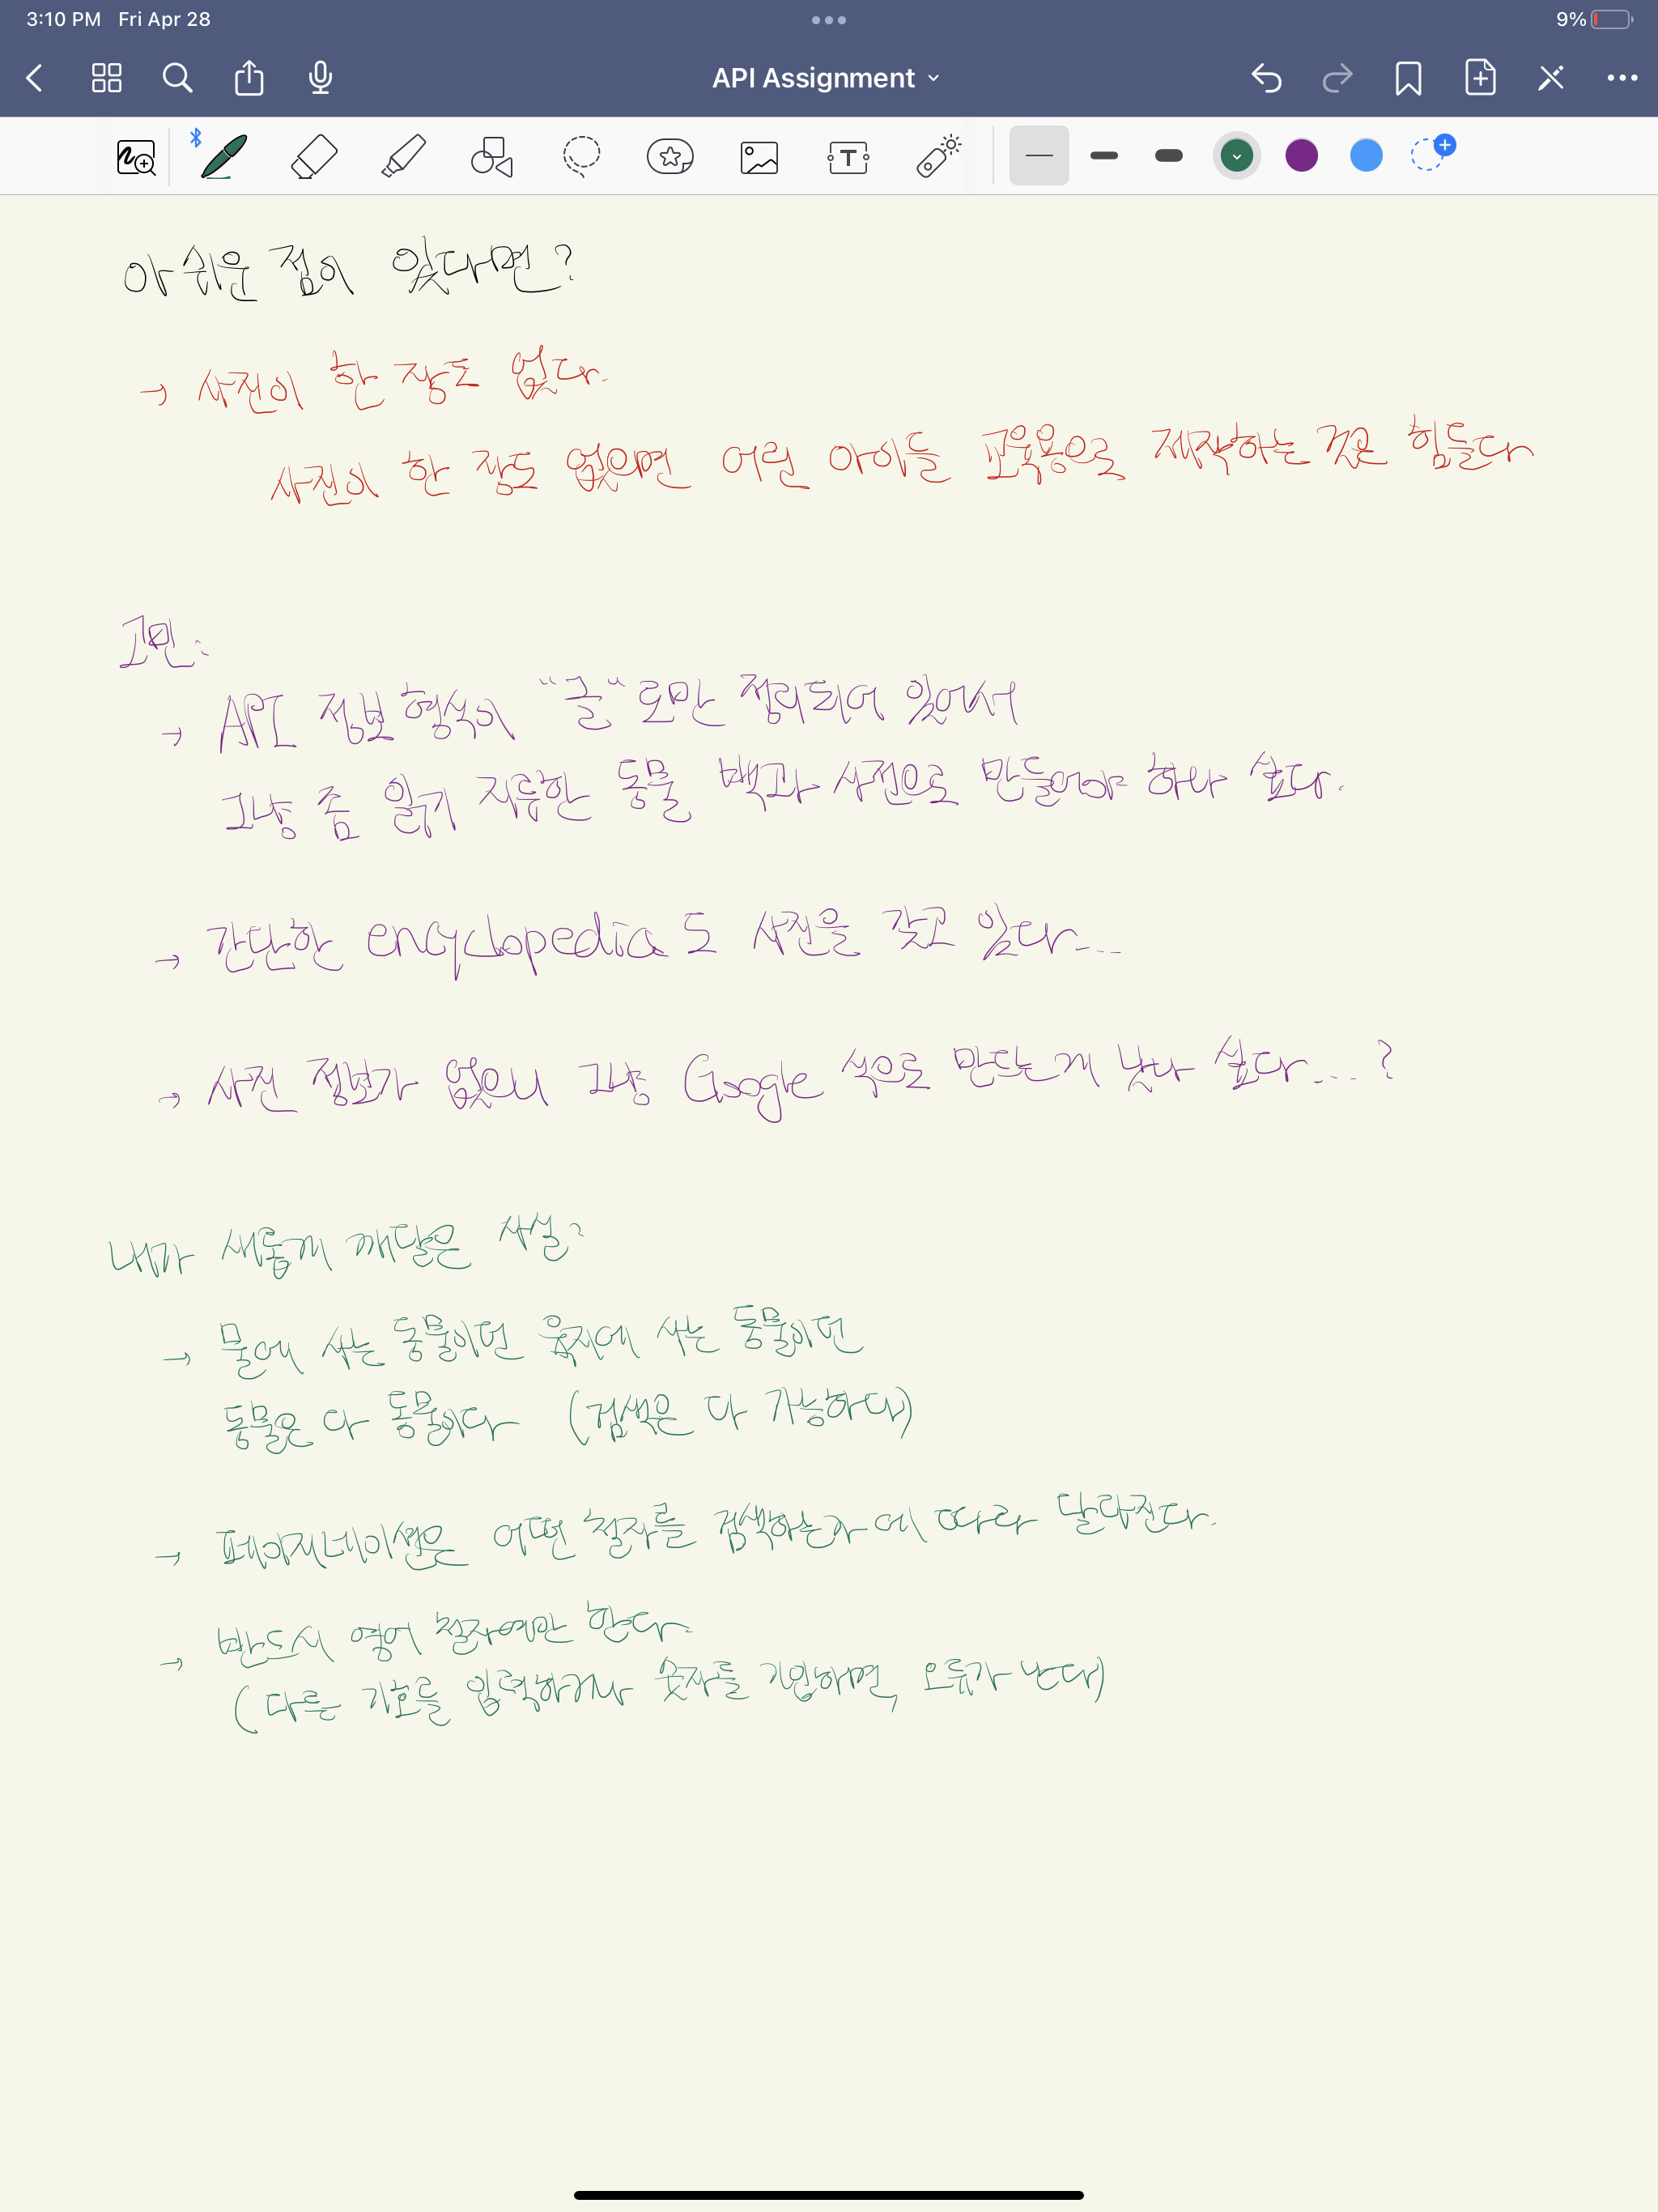 3:10 PM Fri Apr 28
9%
API Assignment
아쉬운 점이 있다면?
→ 사진이 한 장도 없다.
사진이 한 장도 없으면 어린 아이들 교육용으로 제작하는 것은 힘들다
고민:
→ API 정보 형식이 "글"로만 정리되어 있어서
그냥 좀 읽기 지루한 동물 백과 사전으로 만들어야 하나 싶다.
→ 간단한 encyclopedia도 사진을 갖고 있다...
→ 사진 정보가 없으니 그냥 Google 식으로 만드는게 낫나 싶다....?
내가 새롭게 깨달은 사실:
→ 물에 사는 동물이던 육지에 사는 동물이던
동물은 다 동물이다 (검색은 다 가능하다)
→ 페이지네이션은 어떤 철자를 검색하는가에 따라 달라진다.
→ 반드시 영어 철자여만 한다.
(다른 기호를 입력하거나 숫자를 기입하면, 오류가 난다)